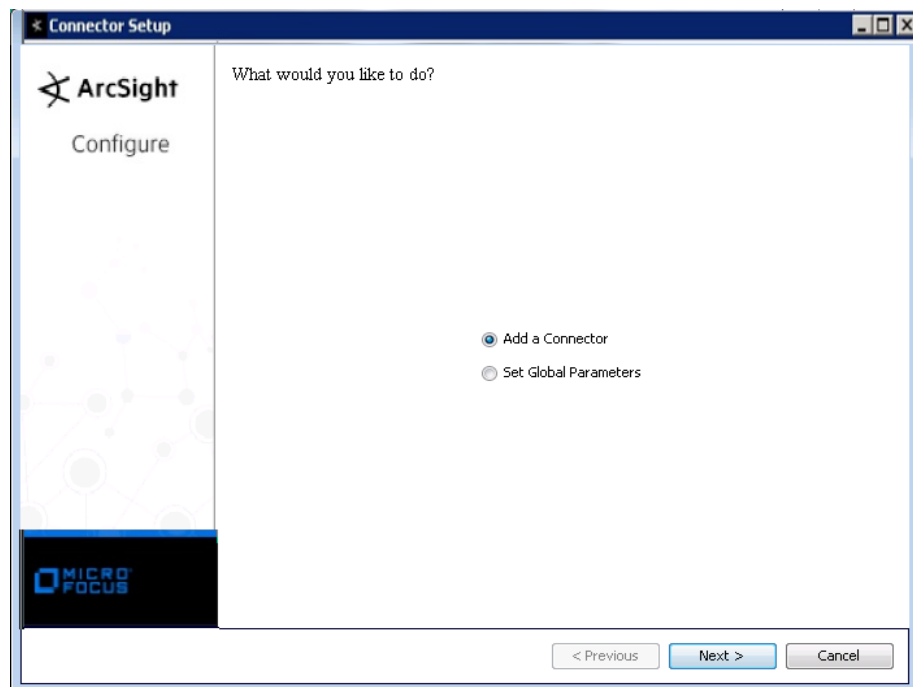 Connector Setup
ArcSight
Configure
What would you like to do?
Add a Connector
Set Global Parameters
MICRO
FOCUS
< Previous
Next >
Cancel